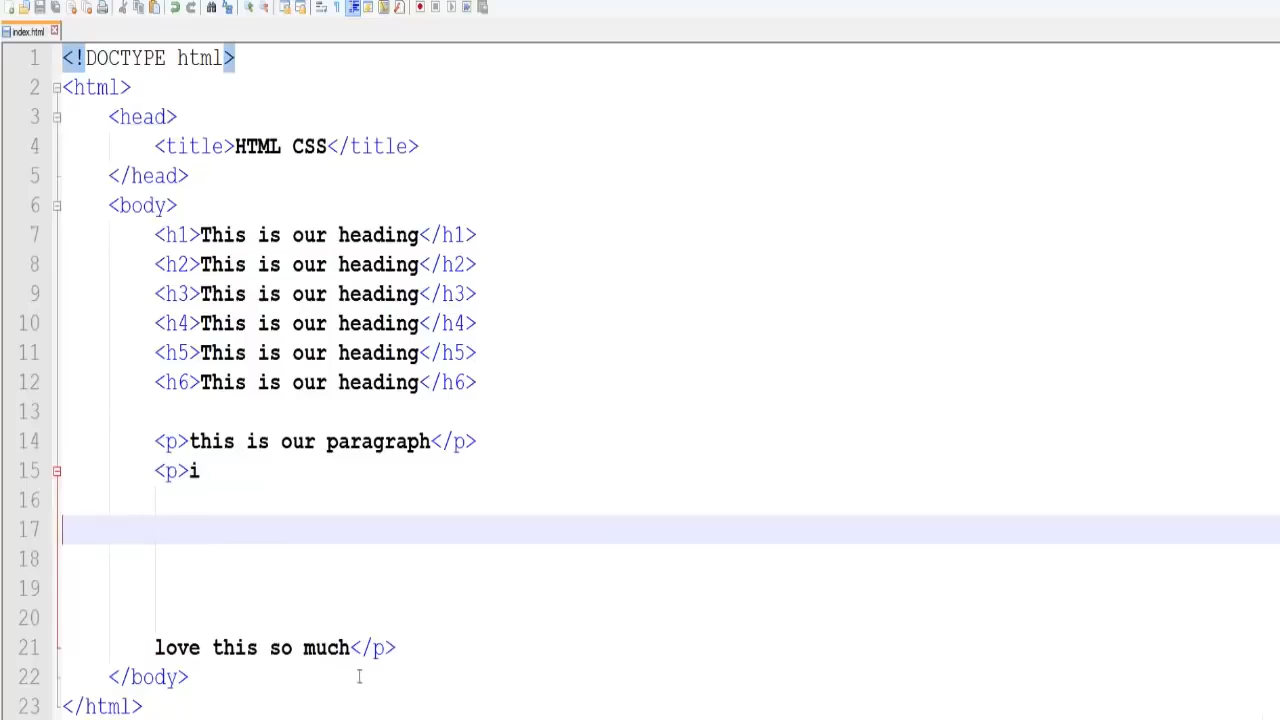 index.html
1 <!DOCTYPE html>
2 <html>
3 <head>
4 <title>HTML CSS</title>
5 </head>
6 <body>
7 <h1>This is our heading</h1>
8 <h2>This is our heading</h2>
9 <h3>This is our heading</h3>
10 <h4>This is our heading</h4>
11 <h5>This is our heading</h5>
12 <h6>This is our heading</h6>
13
14 <p>this is our paragraph</p>
15 <p>i
16
17
18
19
20
21 love this so much</p>
22 </body>
23 </html>